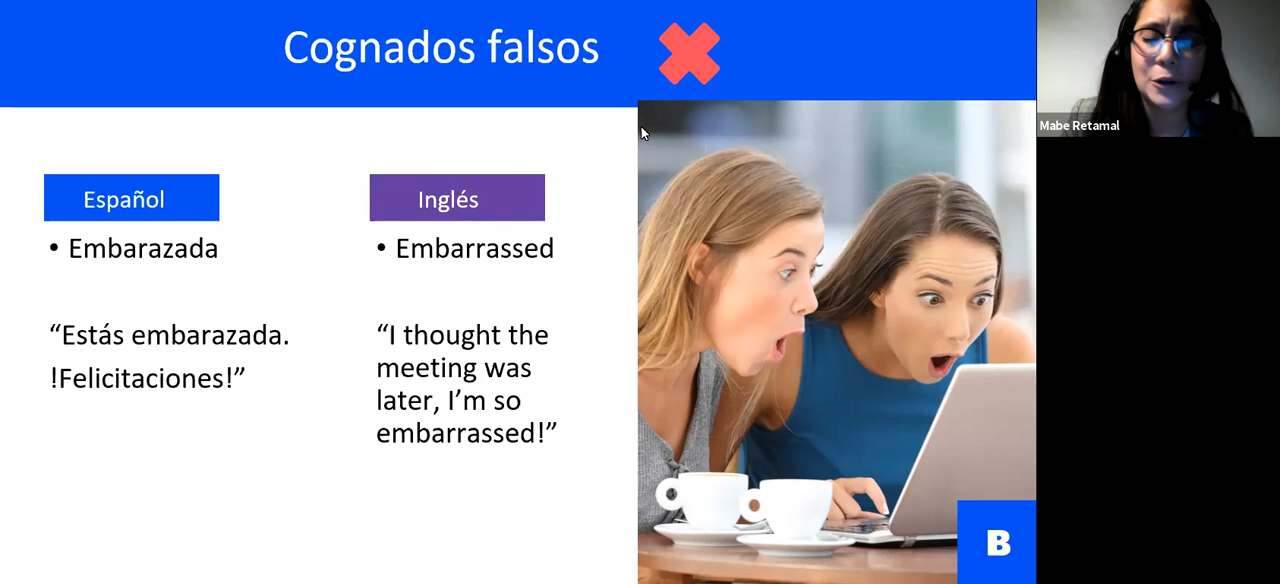 Cognados falsos
Mabe Retamal
Español
• Embarazada
“Estás embarazada.
!Felicitaciones!”
Inglés
• Embarrassed
“I thought the
meeting was
later, I’m so
embarrassed!”
B